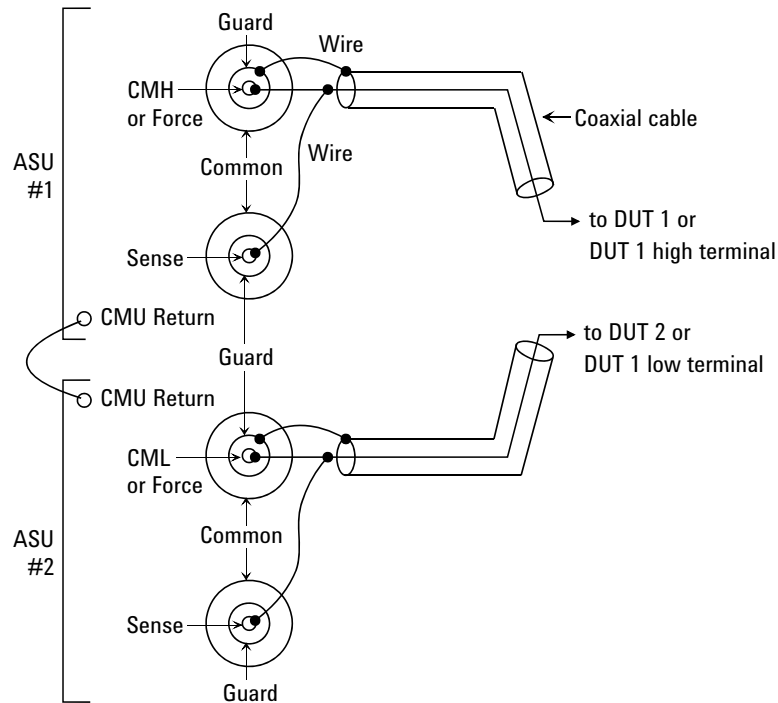 Guard
Wire
CMH
or Force
Coaxial cable
ASU
#1
Common
Wire
to DUT 1 or
DUT 1 high terminal
Sense
CMU Return
Guard
to DUT 2 or
DUT 1 low terminal
CMU Return
CML
or Force
ASU
#2
Common
Sense
Guard